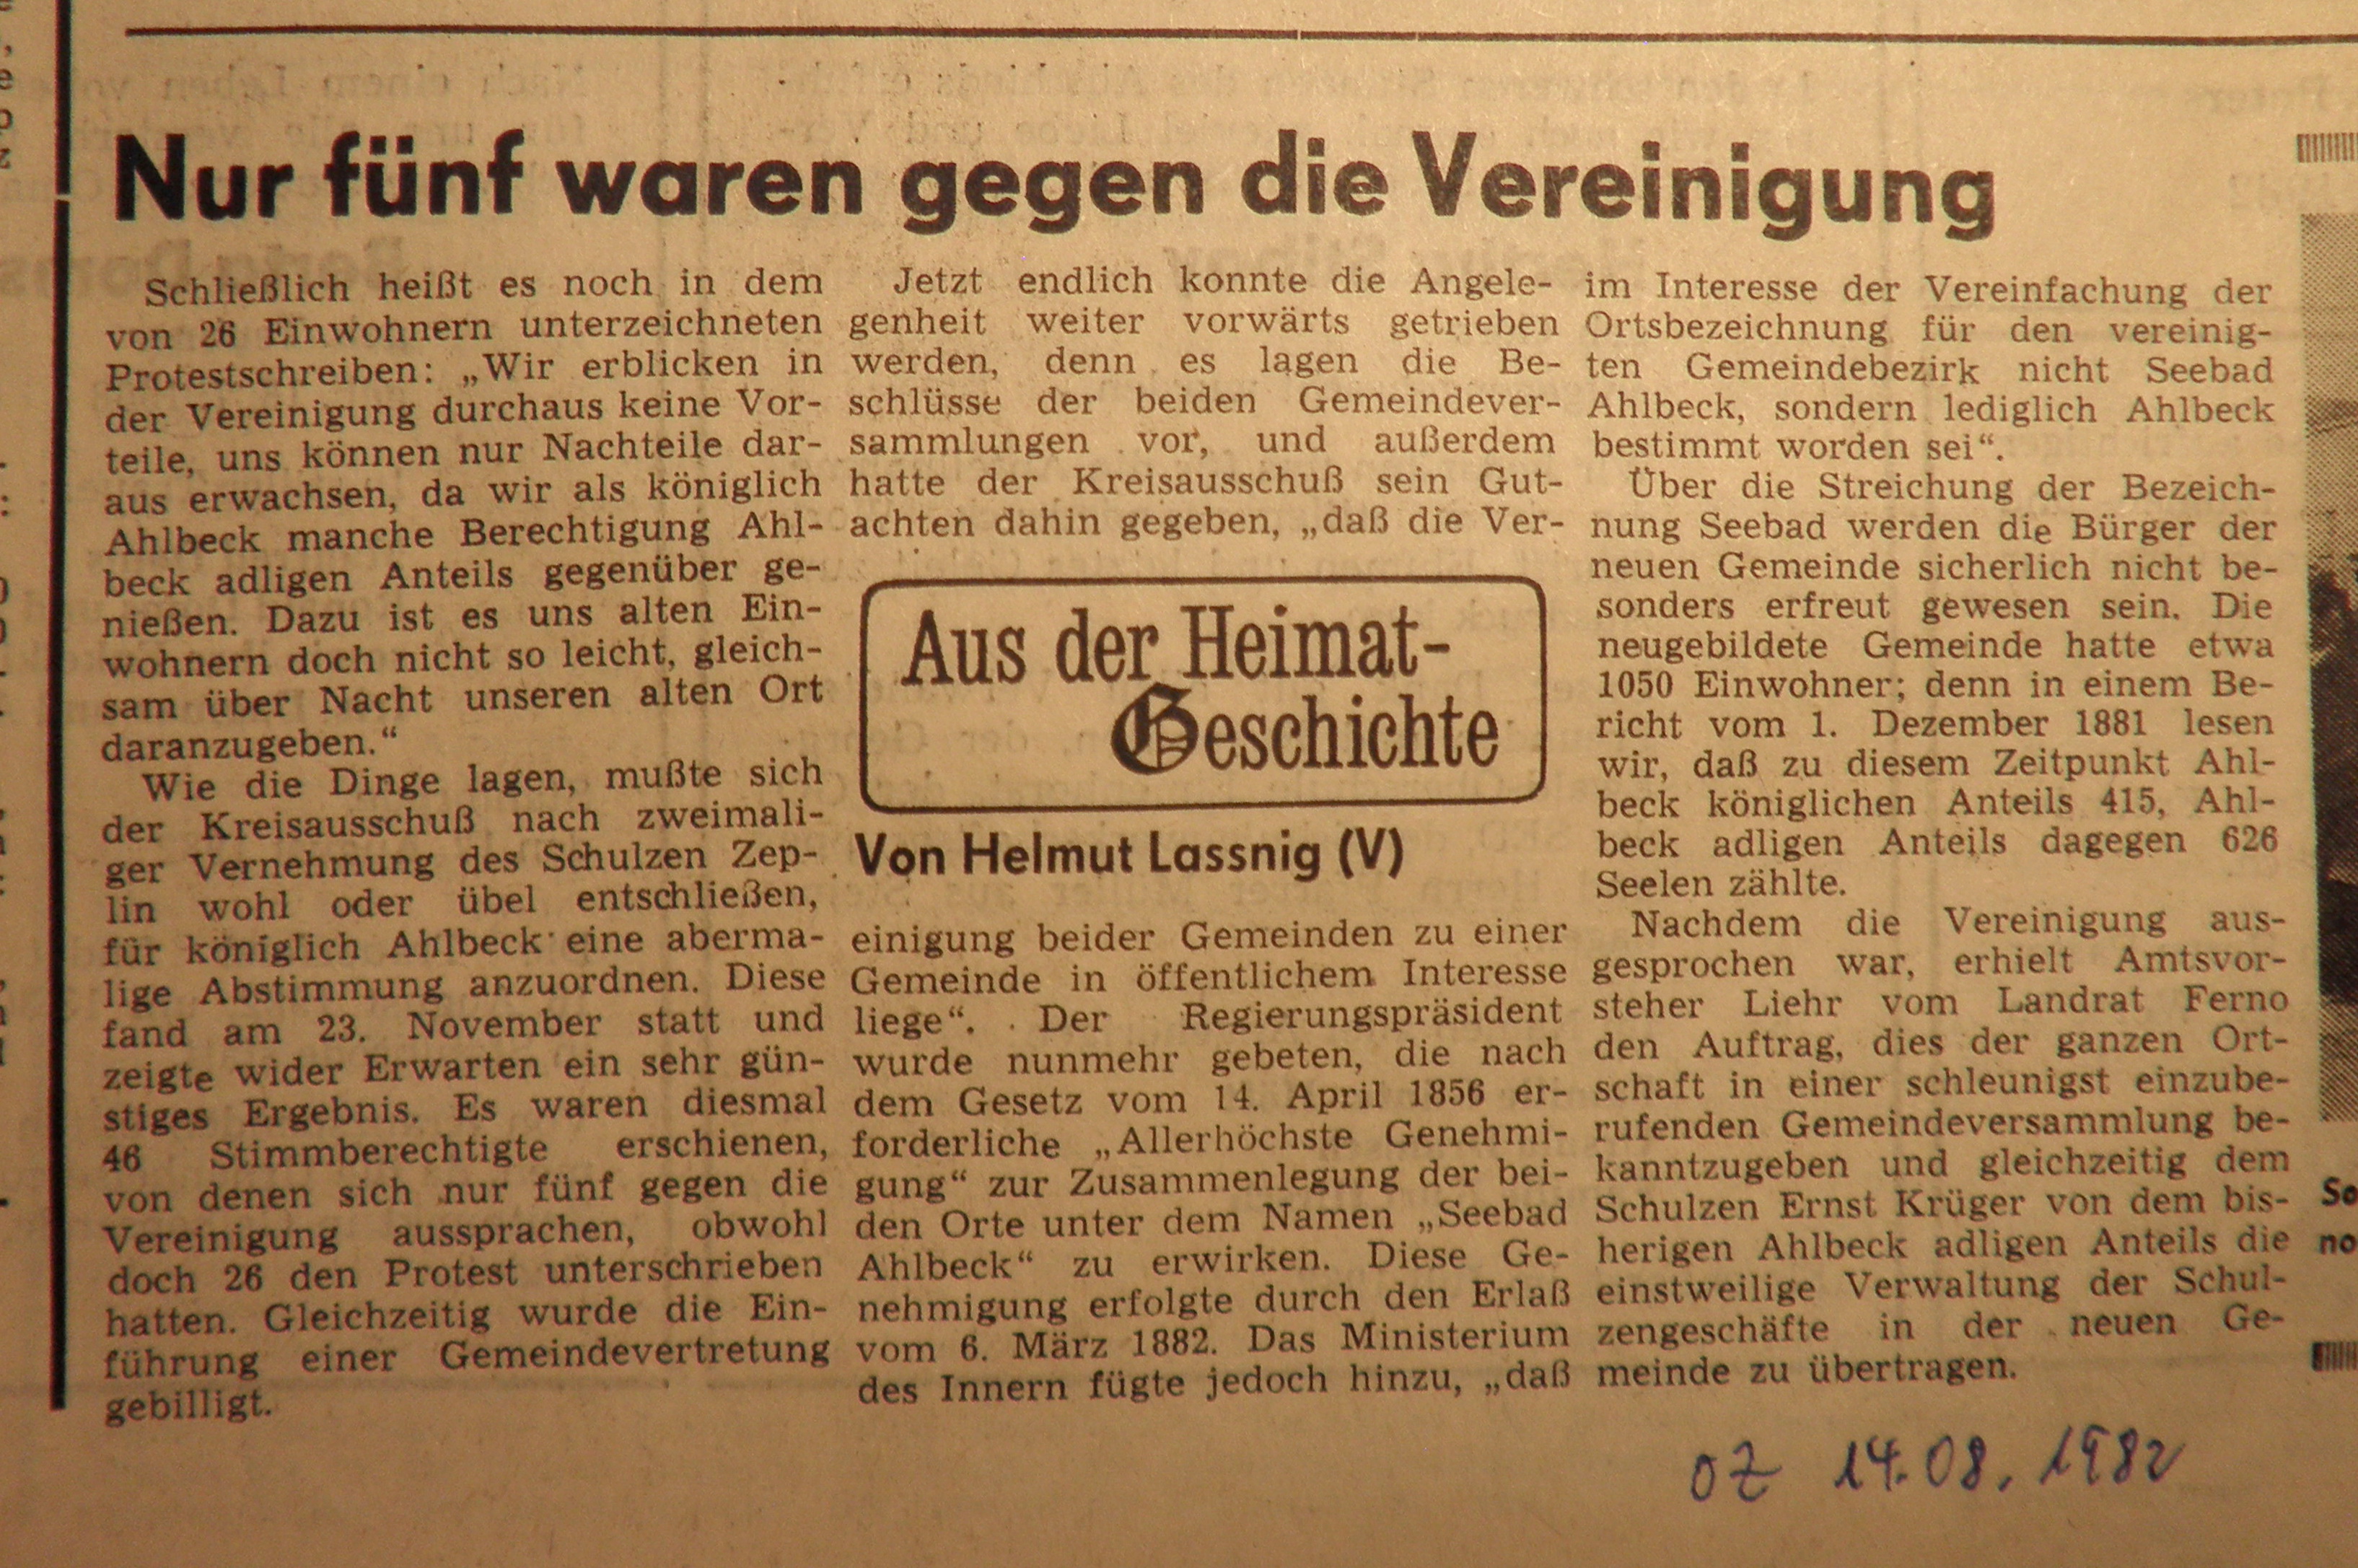 Nur fünf waren gegen die Vereinigung
Schließlich heißt es noch in dem
von 26 Einwohnern unterzeichneten
Protestschreiben: „Wir erblicken in
der Vereinigung durchaus keine Vor-
teile, uns können nur Nachteile dar-
aus erwachsen, da wir als königlich
Ahlbeck manche Berechtigung Ahl-
beck adligen Anteils gegenüber ge-
nießen. Dazu ist es uns alten Ein-
wohnern doch nicht so leicht, gleich-
sam über Nacht unseren alten Ort
daranzugeben.“
Wie die Dinge lagen, mußte sich
der Kreisausschuß nach zweimali-
ger Vernehmung des Schulzen Zep-
lin wohl oder übel entschließen,
für königlich Ahlbeck eine aberma-
lige Abstimmung anzuordnen. Diese
fand am 23. November statt und
zeigte wider Erwarten ein sehr gün-
stiges Ergebnis. Es waren diesmal
46 Stimmberechtigte erschienen,
von denen sich nur fünf gegen die
Vereinigung aussprachen, obwohl
doch 26 den Protest unterschrieben
hatten. Gleichzeitig wurde die Ein-
führung einer Gemeindevertretung
gebilligt.
Jetzt endlich konnte die Angele-
genheit weiter vorwärts getrieben
werden, denn es lagen die Be-
schlüsse der beiden Gemeindever-
sammlungen vor, und außerdem
hatte der Kreisausschuß sein Gut-
achten dahin gegeben, „daß die Ver-
Aus der Heimat-
Geschichte
Von Helmut Lassnig (V)
einigung beider Gemeinden zu einer
Gemeinde in öffentlichem Interesse
liege“. Der Regierungspräsident
wurde nunmehr gebeten, die nach
dem Gesetz vom 14. April 1856 er-
forderliche „Allerhöchste Genehmi-
gung“ zur Zusammenlegung der bei-
den Orte unter dem Namen „Seebad
Ahlbeck“ zu erwirken. Diese Ge-
nehmigung erfolgte durch den Erlaß
vom 6. März 1882. Das Ministerium
des Innern fügte jedoch hinzu, „daß
im Interesse der Vereinfachung der
Ortsbezeichnung für den vereinig-
ten Gemeindebezirk nicht Seebad
Ahlbeck, sondern lediglich Ahlbeck
bestimmt worden sei“.
Über die Streichung der Bezeich-
nung Seebad werden die Bürger der
neuen Gemeinde sicherlich nicht be-
sonders erfreut gewesen sein. Die
neugebildete Gemeinde hatte etwa
1050 Einwohner; denn in einem Be-
richt vom 1. Dezember 1881 lesen
wir, daß zu diesem Zeitpunkt Ahl-
beck königlichen Anteils 415, Ahl-
beck adligen Anteils dagegen 626
Seelen zählte.
Nachdem die Vereinigung aus-
gesprochen war, erhielt Amtsvor-
steher Liehr vom Landrat Ferno
den Auftrag, dies der ganzen Ort-
schaft in einer schleunigst einzube-
rufenden Gemeindeversammlung be-
kanntzugeben und gleichzeitig dem
Schulzen Ernst Krüger von dem bis-
herigen Ahlbeck adligen Anteils die
einstweilige Verwaltung der Schul-
zengeschäfte in der neuen Ge-
meinde zu übertragen.
OZ 14.08.1982